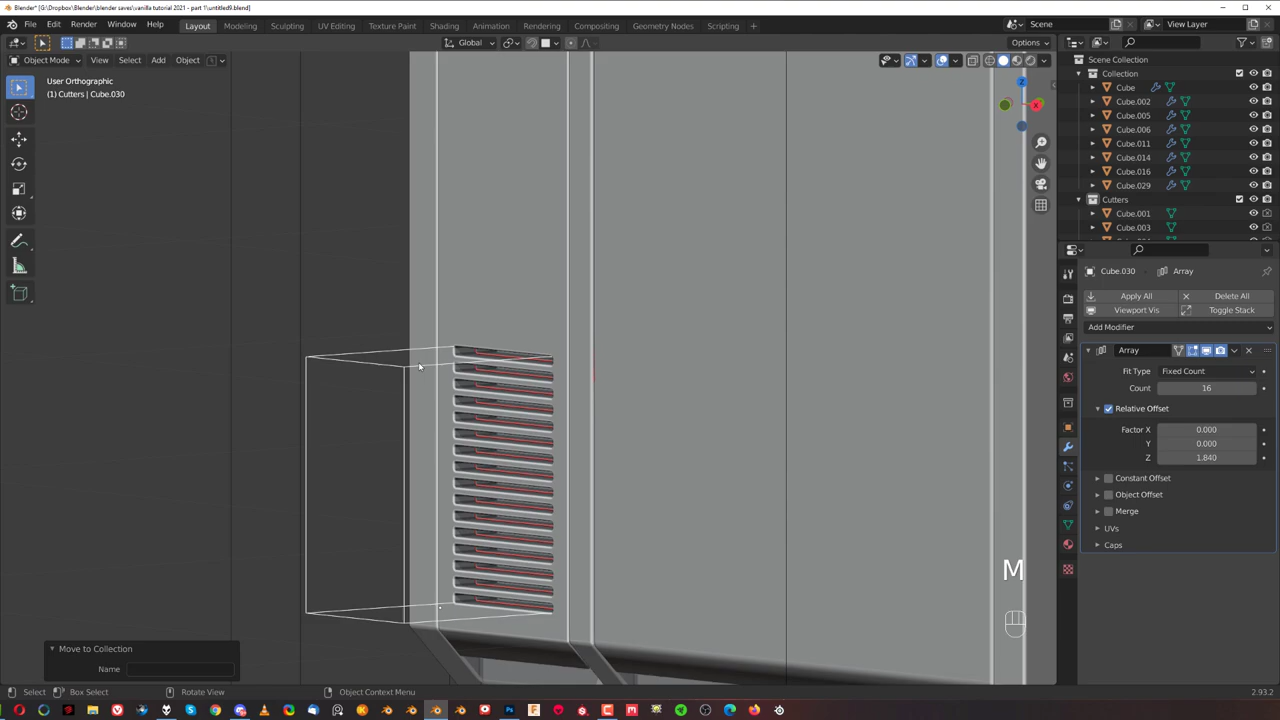 Blender* [G:\Dropbox\Blender\blender saves\vanilla tutorial 2021 - part 1\untitled9.blend]
File Edit Render Window Help Layout Modeling Sculpting UV Editing Texture Paint Shading Animation Rendering Compositing Geometry Nodes Scripting + Scene View Layer
Global Options
Object Mode View Select Add Object
User Orthographic
(1) Cutters | Cube.030
Z
X
Scene Collection
Collection
Cube
Cube.002
Cube.005
Cube.006
Cube.011
Cube.014
Cube.016
Cube.029
Cutters
Cube.001
Cube.003
Cube.030 Array
Apply All Delete All
Viewport Vis Toggle Stack
Add Modifier
Array
Fit Type Fixed Count
Count 16
Relative Offset
Factor X 0.000
Y 0.000
Z 1.840
Constant Offset
Object Offset
Merge
UVs
Caps
M
Move to Collection
Name
Select Box Select Rotate View Object Context Menu 2.93.2